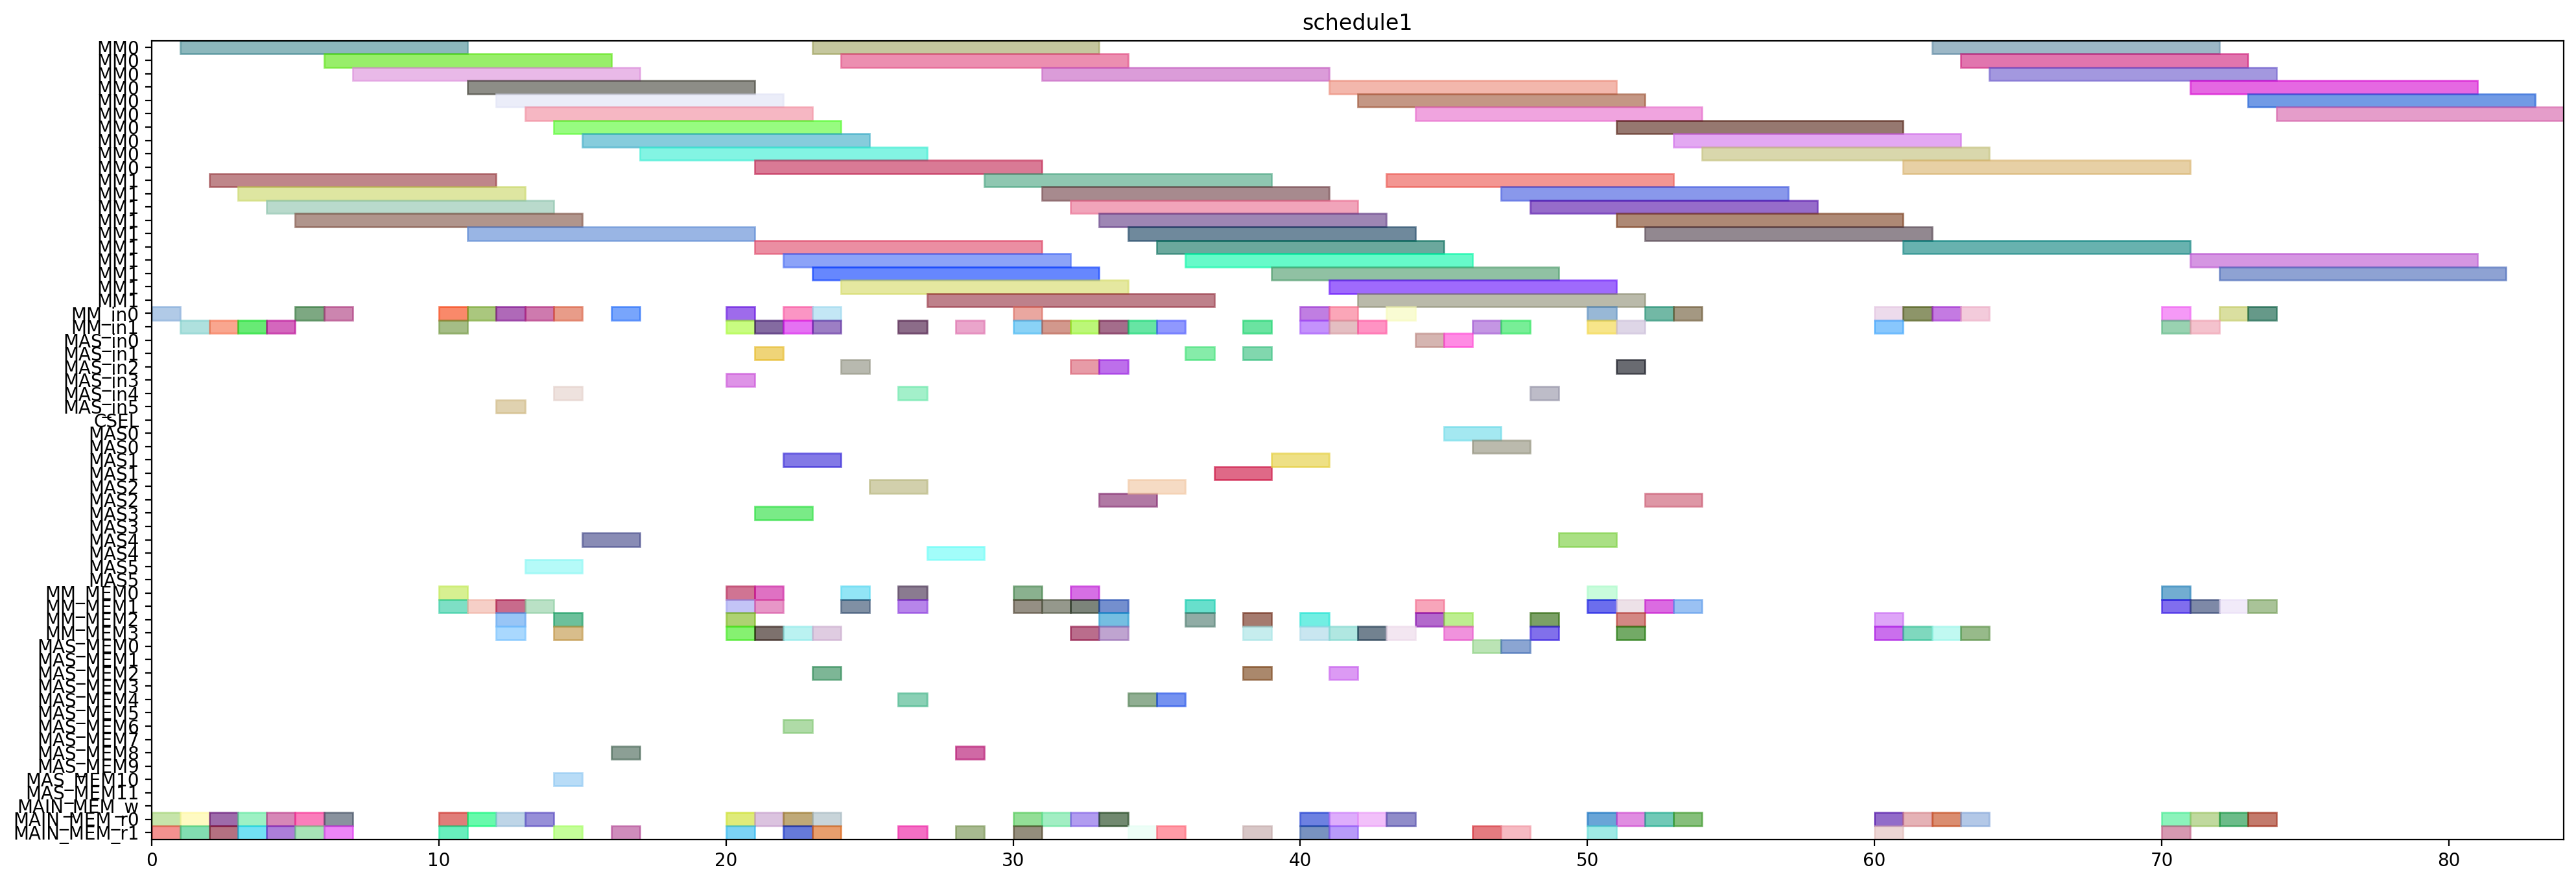 schedule1
MM0
MM0
MM0
MM0
MM0
MM0
MM0
MM0
MM0
MM0
MM1
MM1
MM1
MM1
MM1
MM1
MM1
MM1
MM1
MM1
MM_in0
MM_in1
MAS_in0
MAS_in1
MAS_in2
MAS_in3
MAS_in4
MAS_in5
CSEL
MAS0
MAS0
MAS1
MAS1
MAS2
MAS2
MAS3
MAS3
MAS4
MAS4
MAS5
MAS5
MM_MEM0
MM_MEM1
MM_MEM2
MM_MEM3
MAS_MEM0
MAS_MEM1
MAS_MEM2
MAS_MEM3
MAS_MEM4
MAS_MEM5
MAS_MEM6
MAS_MEM7
MAS_MEM8
MAS_MEM9
MAS_MEM10
MAS_MEM11
MAIN_MEM_w
MAIN_MEM_r0
MAIN_MEM_r1
0 10 20 30 40 50 60 70 80